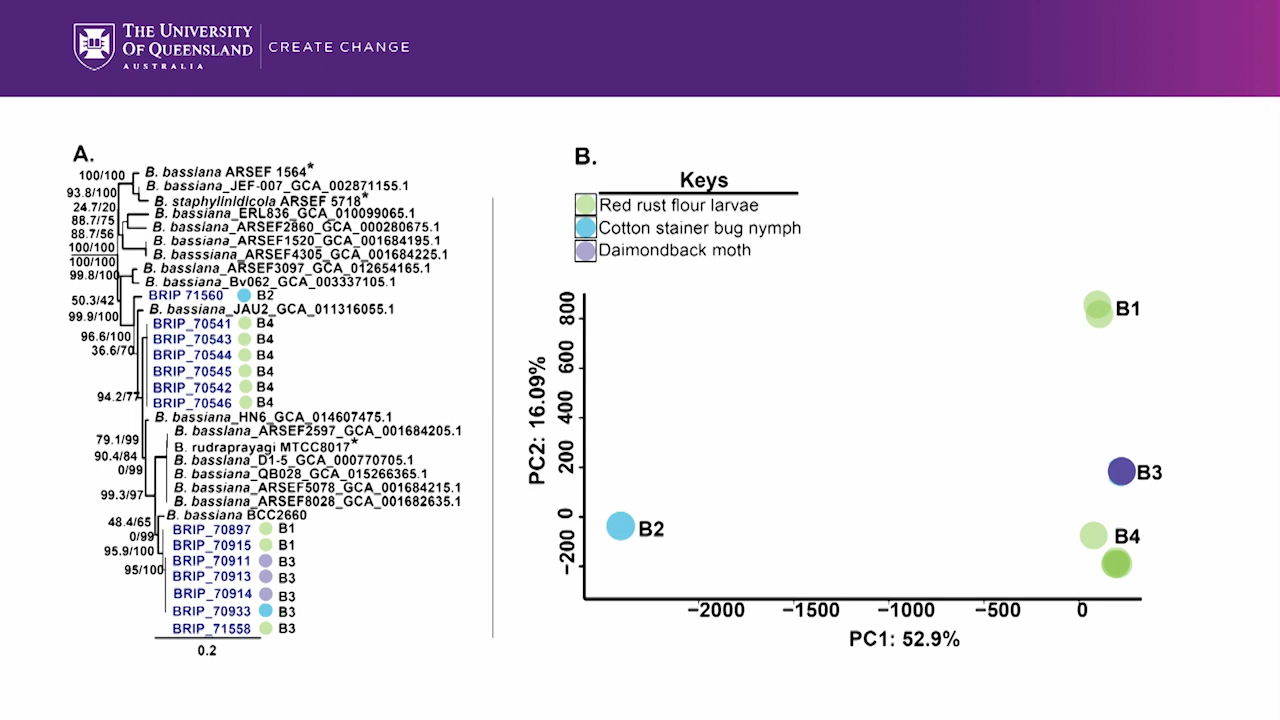 THE UNIVERSITY
OF QUEENSLAND
AUSTRALIA
CREATE CHANGE
A.
100/100
93.8/100
24.7/20
88.7/75
88.7/56
100/100
100/100
99.8/100
50.3/42
99.9/100
96.6/100
36.6/70
94.2/77
79.1/99
90.4/84
0/99
99.3/97
48.4/65
0/99
95.9/100
95/100
B. bassiana ARSEF 1564*
B. bassiana_JEF-007_GCA_002871155.1
B. staphylinidicola ARSEF 5718*
B. bassiana_ERL836_GCA_010099065.1
B. bassiana_ARSEF2860_GCA_000280675.1
B. bassiana_ARSEF1520_GCA_001684195.1
B. basssiana_ARSEF4305_GCA_001684225.1
B. bassiana_ARSEF3097_GCA_012654165.1
B. bassiana_Bv062_GCA_003337105.1
BRIP 71560 B2
B. bassiana_JAU2_GCA_011316055.1
BRIP_70541 B4
BRIP_70543 B4
BRIP_70544 B4
BRIP_70545 B4
BRIP_70542 B4
BRIP_70546 B4
B. bassiana_HN6_GCA_014607475.1
B. bassiana_ARSEF2597_GCA_001684205.1
B. rudraprayagi MTCC8017*
B. bassiana_D1-5_GCA_000770705.1
B. bassiana_QB028_GCA_015266365.1
B. bassiana_ARSEF5078_GCA_001684215.1
B. bassiana_ARSEF8028_GCA_001682635.1
B. bassiana BCC2660
BRIP_70897 B1
BRIP_70915 B1
BRIP_70911 B3
BRIP_70913 B3
BRIP_70914 B3
BRIP_70933 B3
BRIP_71558 B3
0.2
B.
Keys
Red rust flour larvae
Cotton stainer bug nymph
Daimondback moth
PC2: 16.09%
800
600
400
200
0
−200
B1
B3
B2
B4
−2000 −1500 −1000 −500 0
PC1: 52.9%